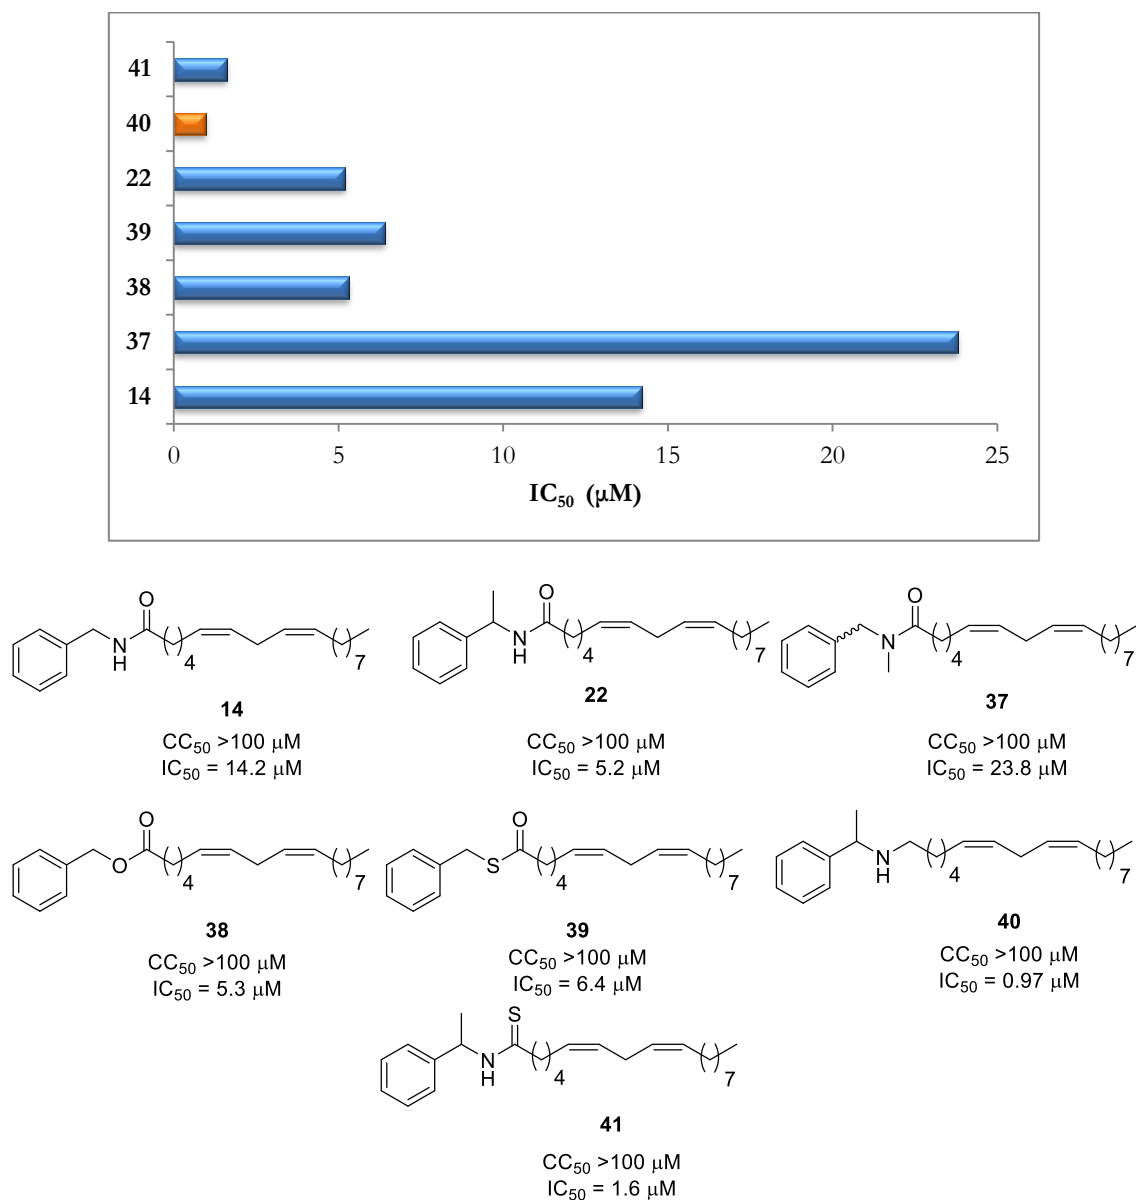 41
40
22
39
38
37
14
0 5 10 15 20 25
IC50 (μM)
O
N
H
4
7
14
CC50 >100 μM
IC50 = 14.2 μM
O
N
H
4
7
22
CC50 >100 μM
IC50 = 5.2 μM
O
N
4
7
37
CC50 >100 μM
IC50 = 23.8 μM
O
O
4
7
38
CC50 >100 μM
IC50 = 5.3 μM
O
S
4
7
39
CC50 >100 μM
IC50 = 6.4 μM
N
H
4
7
40
CC50 >100 μM
IC50 = 0.97 μM
S
N
H
4
7
41
CC50 >100 μM
IC50 = 1.6 μM